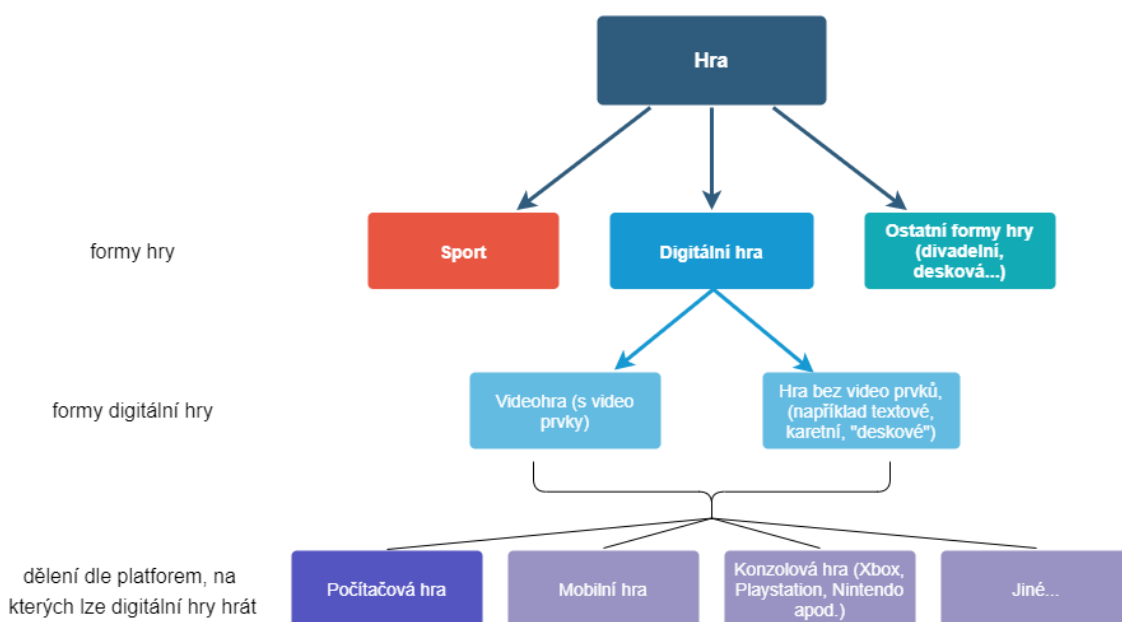 Hra
formy hry
Sport
Digitální hra
Ostatní formy hry
(divadelní,
desková...)
formy digitální hry
Videohra (s video
prvky)
Hra bez video prvků,
(například textové,
karetní, "deskové")
dělení dle platforem, na
kterých lze digitální hry hrát
Počítačová hra
Mobilní hra
Konzolová hra (Xbox,
Playstation, Nintendo
apod.)
Jiné...